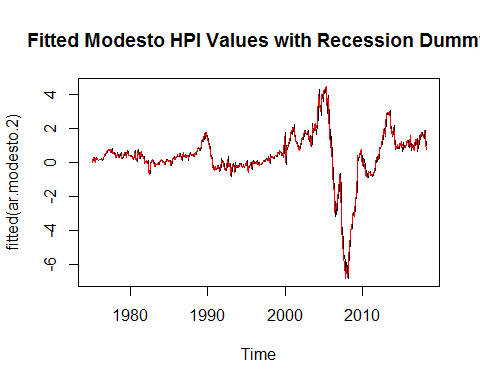 Fitted Modesto HPI Values with Recession Dumm
fitted(ar.modesto.2)
4
2
0
-2
-4
-6
1980 1990 2000 2010
Time